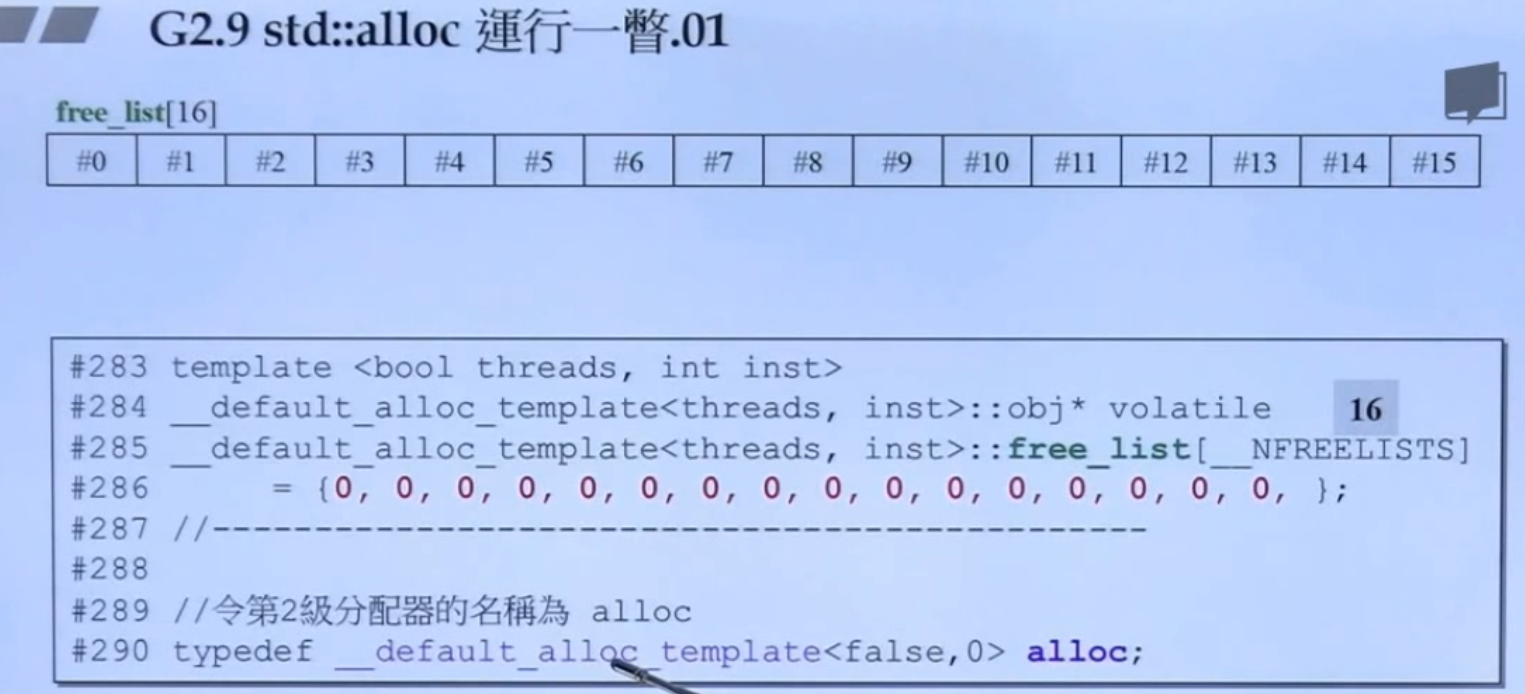 G2.9 std::alloc 運行一瞥.01
free_list[16]
#0 #1 #2 #3 #4 #5 #6 #7 #8 #9 #10 #11 #12 #13 #14 #15
#283 template <bool threads, int inst>
#284 __default_alloc_template<threads, inst>::obj* volatile 16
#285 __default_alloc_template<threads, inst>::free_list[__NFREELISTS]
#286 = {0, 0, 0, 0, 0, 0, 0, 0, 0, 0, 0, 0, 0, 0, 0, 0, };
#287 //----------------------------------------------
#288
#289 //令第2級分配器的名稱為 alloc
#290 typedef __default_alloc_template<false,0> alloc;